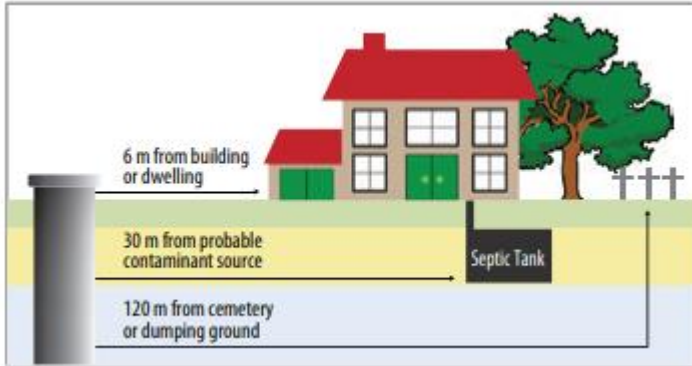 6 m from building
or dwelling
30 m from probable
contaminant source
Septic Tank
120 m from cemetery
or dumping ground